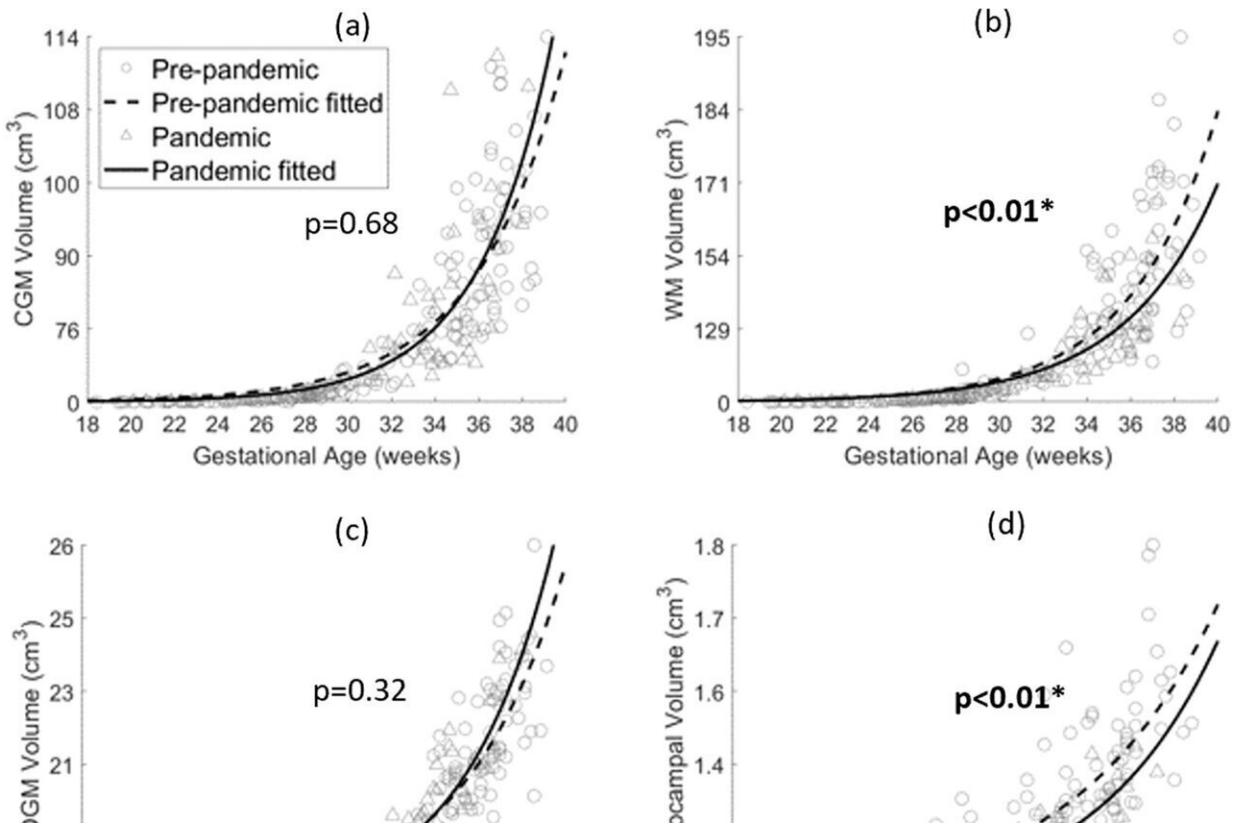 (a)
114
108
100
90
76
0
CGM Volume (cm³)
Pre-pandemic
Pre-pandemic fitted
Pandemic
Pandemic fitted
p=0.68
18 20 22 24 26 28 30 32 34 36 38 40
Gestational Age (weeks)
(b)
195
184
171
154
129
0
WM Volume (cm³)
p<0.01*
18 20 22 24 26 28 30 32 34 36 38 40
Gestational Age (weeks)
(c)
26
25
23
21
Volume (cm³)
p=0.32
(d)
1.8
1.7
1.6
1.4
Volume (cm³)
p<0.01*